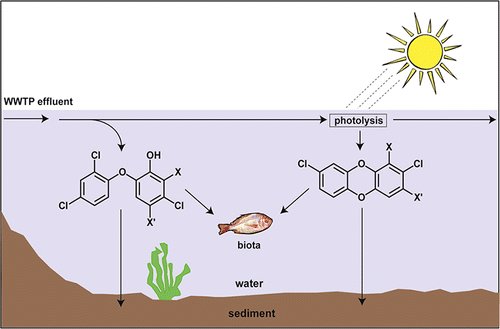 WWTP effluent
photolysis
Cl
OH
X
O
Cl
Cl
X'
X
Cl
O
Cl
O
X'
biota
water
sediment